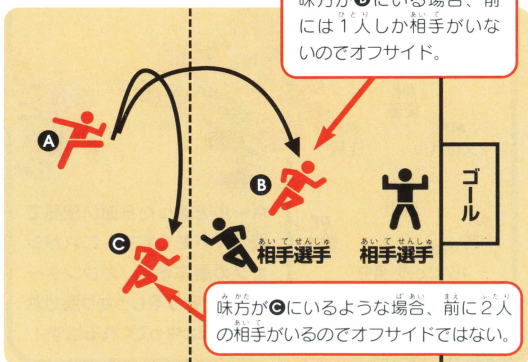 味方がBにいる場合、前
には1人しか相手がいな
いのでオフサイド。
A
B
C
ゴール
相手選手
相手選手
味方がCにいるような場合、前に2人
の相手がいるのでオフサイドではない。